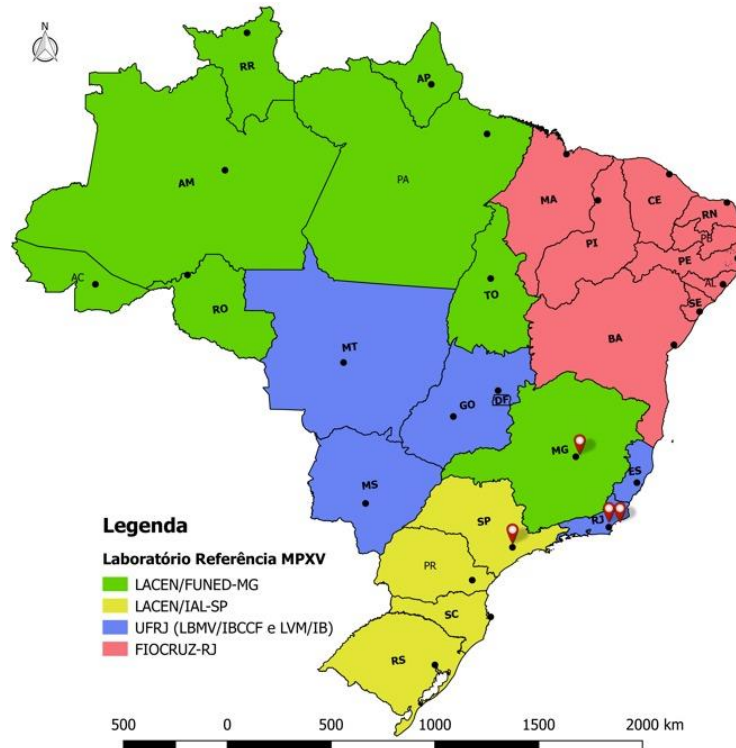 N
RR
AP
AM
PA
MA
CE
RN
PB
PI
PE
AC
AL
TO
SE
RO
BA
MT
GO
DF
MG
ES
MS
SP
RJ
PR
SC
RS
Legenda
Laboratório Referência MPXV
LACEN/FUNED-MG
LACEN/IAL-SP
UFRJ (LBMV/IBCCF e LVM/IB)
FIOCRUZ-RJ
500 0 500 1000 1500 2000 km